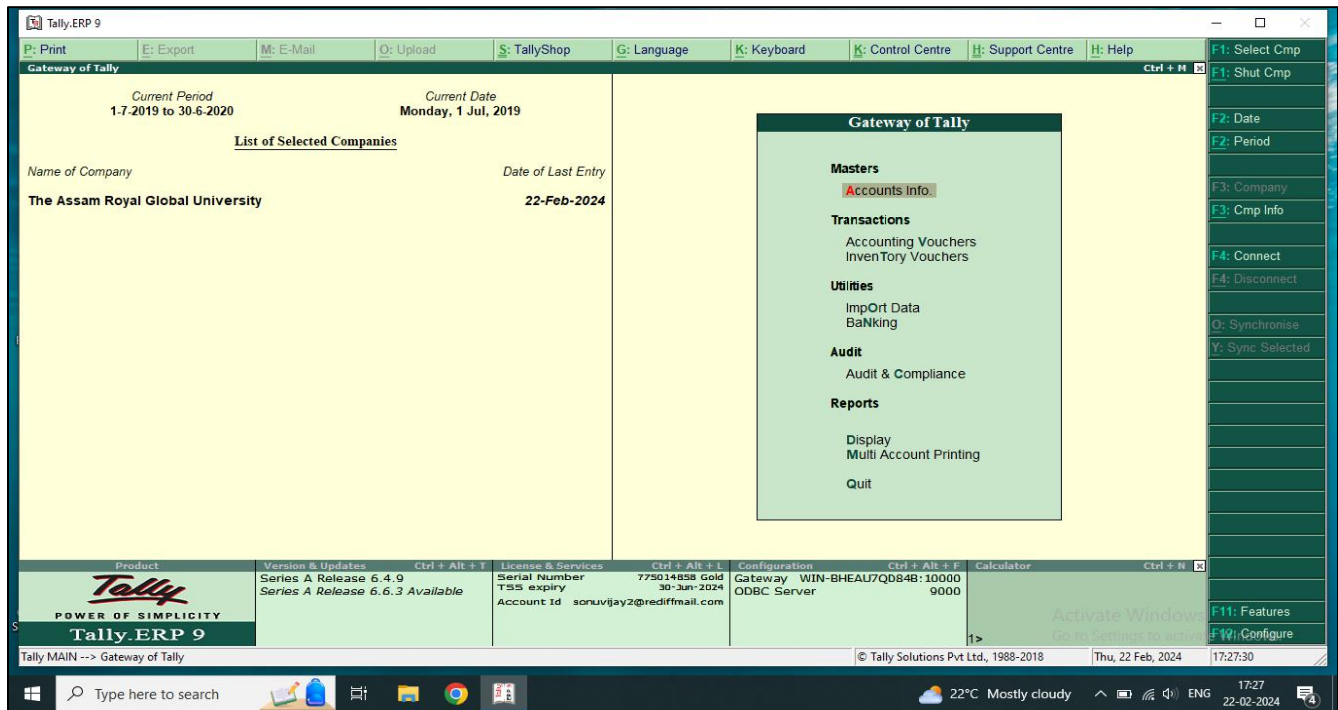 Tally.ERP 9
P: Print E: Export M: E-Mail O: Upload S: TallyShop G: Language K: Keyboard K: Control Centre H: Support Centre H: Help
Gateway of Tally Ctrl + M
Current Period
1-7-2019 to 30-6-2020
Current Date
Monday, 1 Jul, 2019
List of Selected Companies
Name of Company Date of Last Entry
The Assam Royal Global University 22-Feb-2024
Gateway of Tally
Masters
Accounts Info.
Transactions
Accounting Vouchers
InvenTory Vouchers
Utilities
ImpOrt Data
BaNking
Audit
Audit & Compliance
Reports
Display
Multi Account Printing
Quit
F1: Select Cmp
F1: Shut Cmp
F2: Date
F2: Period
F3: Company
F3: Cmp Info
F4: Connect
F4: Disconnect
O: Synchronise
Y: Sync Selected
F11: Features
F12: Configure
Product
Tally
POWER OF SIMPLICITY
Tally.ERP 9
Version & Updates Ctrl + Alt + T
Series A Release 6.4.9
Series A Release 6.6.3 Available
License & Services Ctrl + Alt + L
Serial Number 775014858 Gold
TSS expiry 30-Jun-2024
Account Id sonuvijay2@rediffmail.com
Configuration Ctrl + Alt + F
Gateway WIN-BHEAU7QD84B:10000
ODBC Server 9000
Calculator Ctrl + N
1>
Activate Windows
Go to Settings to activate Windows.
Tally MAIN --> Gateway of Tally © Tally Solutions Pvt Ltd., 1988-2018 Thu, 22 Feb, 2024 17:27:30
Type here to search
22°C Mostly cloudy
ENG
17:27
22-02-2024
4